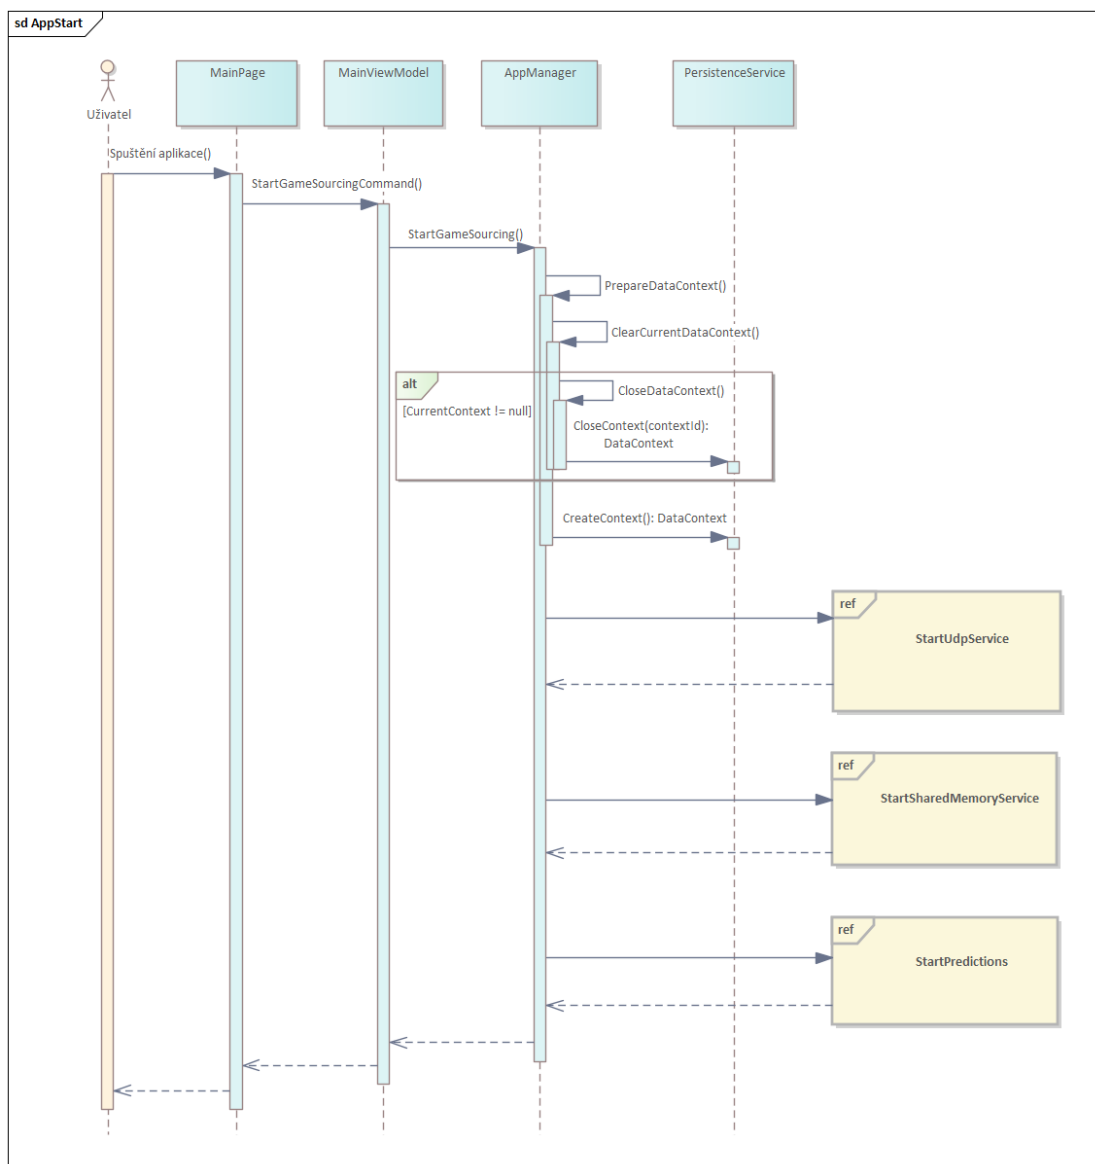 sd AppStart
Uživatel
MainPage
MainViewModel
AppManager
PersistenceService
Spuštění aplikace()
StartGameSourcingCommand()
StartGameSourcing()
PrepareDataContext()
ClearCurrentDataContext()
alt
[CurrentContext != null]
CloseDataContext()
CloseContext(contextId):
DataContext
CreateContext(): DataContext
ref
StartUdpService
ref
StartSharedMemoryService
ref
StartPredictions